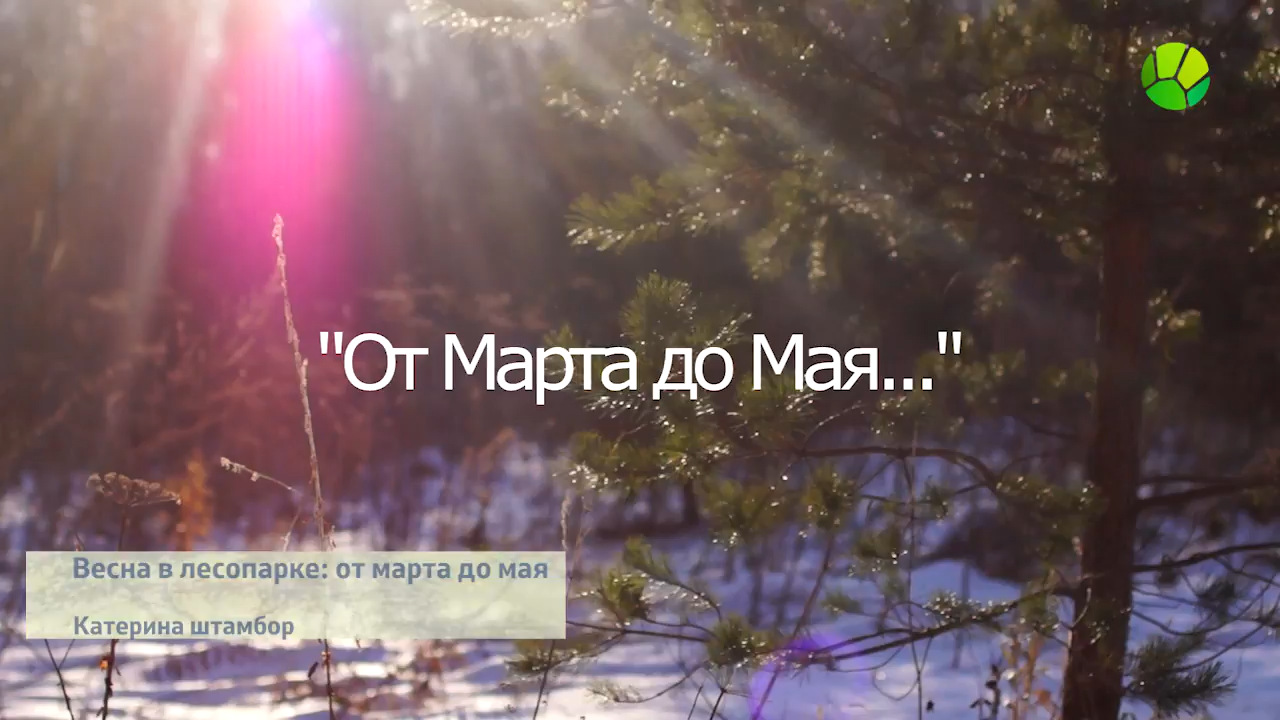 "От Марта до Мая..."
Весна в лесопарке: от марта до мая
Катерина штамбор